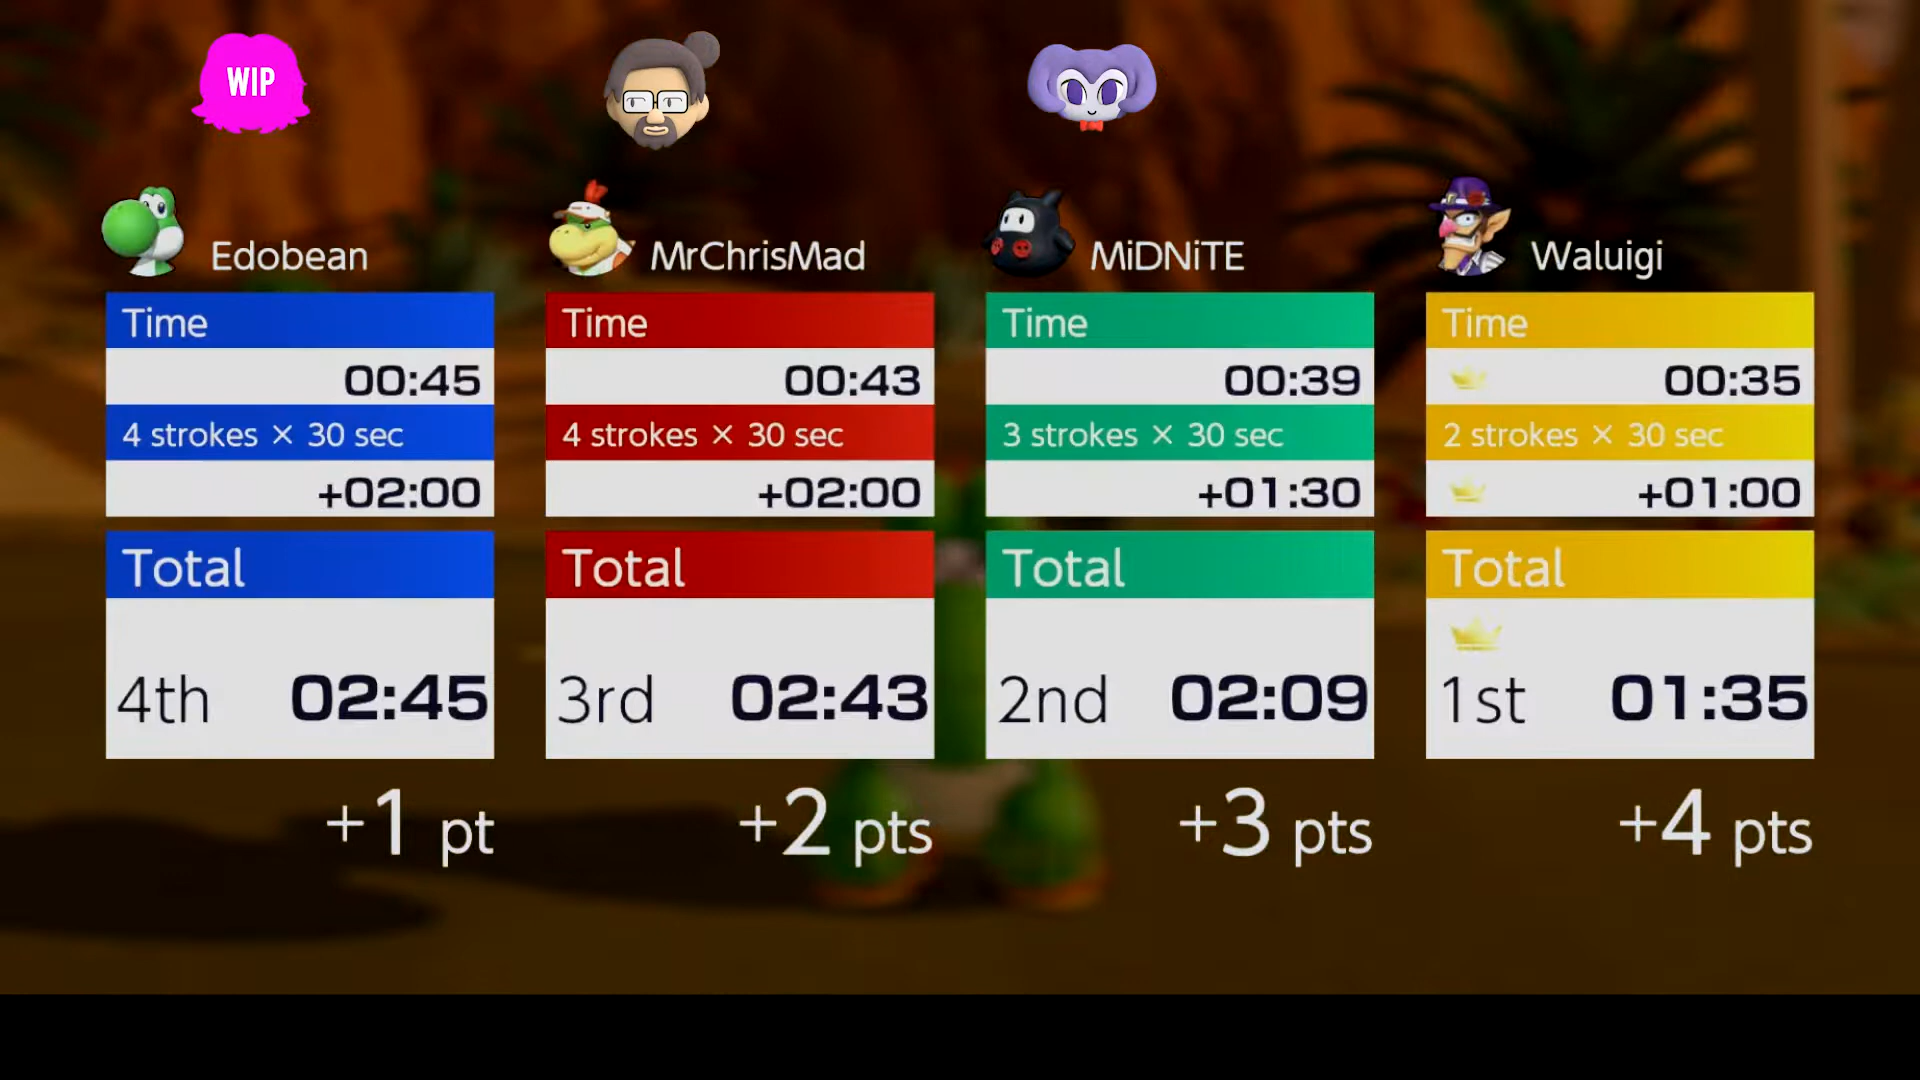 WIP
Edobean
Time
00:45
4 strokes × 30 sec
+02:00
Total
4th 02:45
+1 pt
MrChrisMad
Time
00:43
4 strokes × 30 sec
+02:00
Total
3rd 02:43
+2 pts
MiDNiTE
Time
00:39
3 strokes × 30 sec
+01:30
Total
2nd 02:09
+3 pts
Waluigi
Time
00:35
2 strokes × 30 sec
+01:00
Total
1st 01:35
+4 pts